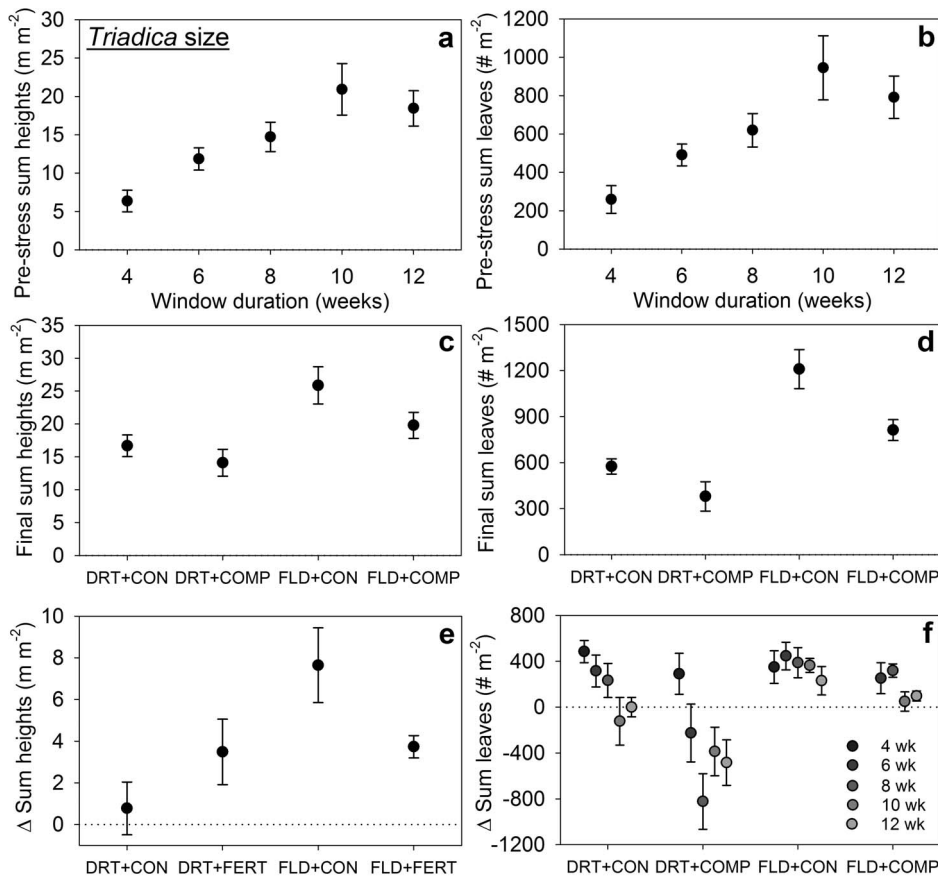 Triadica size
a
Pre-stress sum heights (m m-2)
30
25
20
15
10
5
0
4 6 8 10 12
Window duration (weeks)
b
Pre-stress sum leaves (# m-2)
1200
1000
800
600
400
200
0
4 6 8 10 12
Window duration (weeks)
c
Final sum heights (m m-2)
35
30
25
20
15
10
5
0
DRT+CON DRT+COMP FLD+CON FLD+COMP
d
Final sum leaves (# m-2)
1500
1200
900
600
300
0
DRT+CON DRT+COMP FLD+CON FLD+COMP
e
Δ Sum heights (m m-2)
10
8
6
4
2
0
DRT+CON DRT+FERT FLD+CON FLD+FERT
f
Δ Sum leaves (# m-2)
800
400
0
-400
-800
-1200
4 wk
6 wk
8 wk
10 wk
12 wk
DRT+CON DRT+COMP FLD+CON FLD+COMP